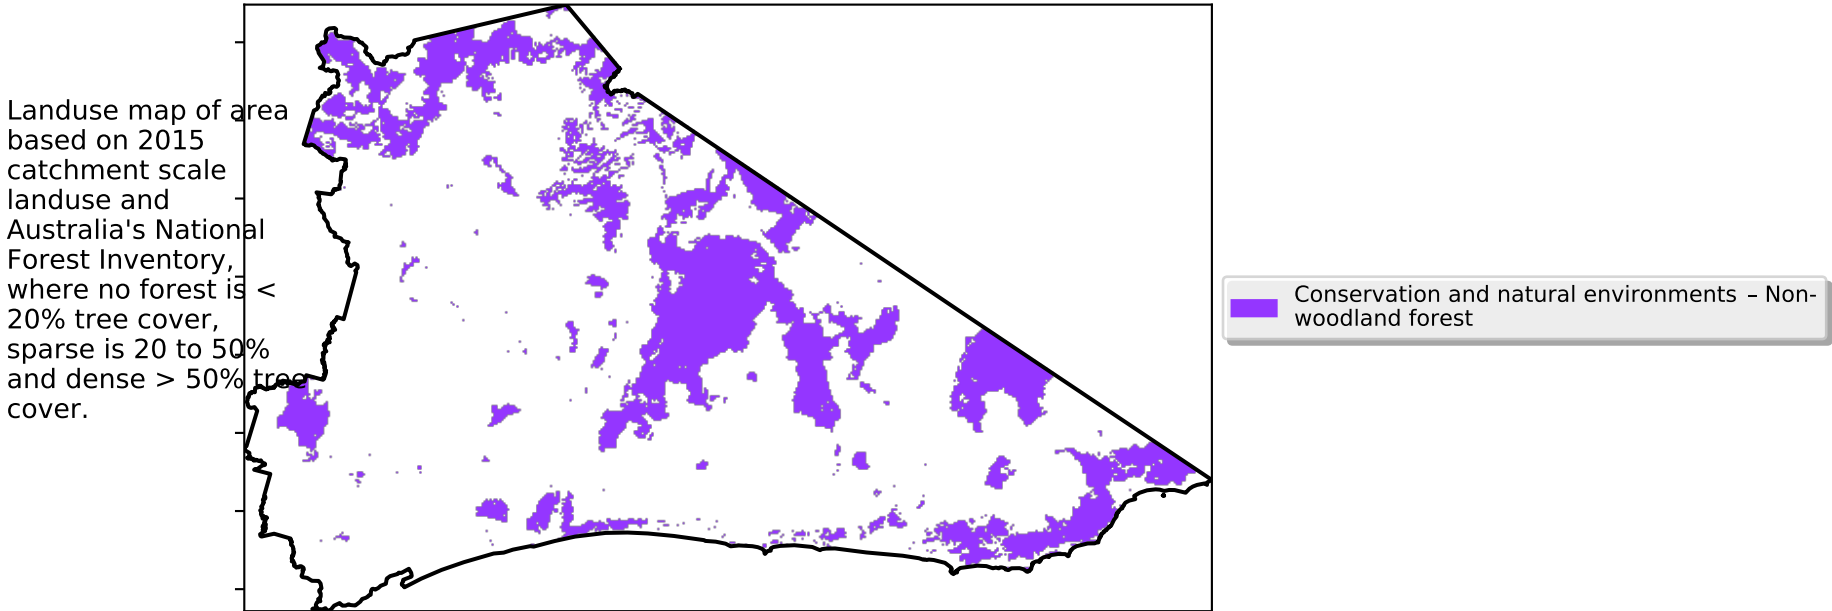 Landuse map of area
based on 2015
catchment scale
landuse and
Australia's National
Forest Inventory,
where no forest is <
20% tree cover,
sparse is 20 to 50%
and dense > 50% tree
cover.
Conservation and natural environments – Non-
woodland forest